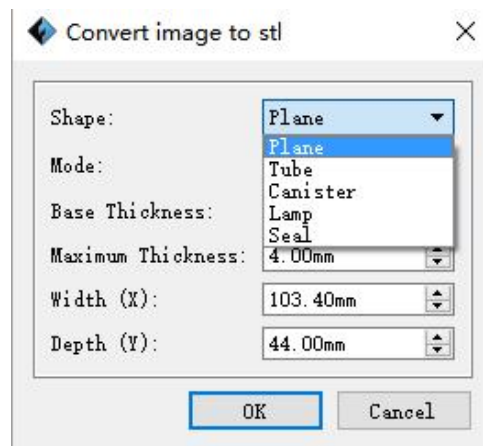 Convert image to stl
Shape: Plane
Plane
Mode: Tube
Canister
Base Thickness: Lamp
Seal
Maximum Thickness: 4.00mm
Width (X): 103.40mm
Depth (Y): 44.00mm
OK Cancel